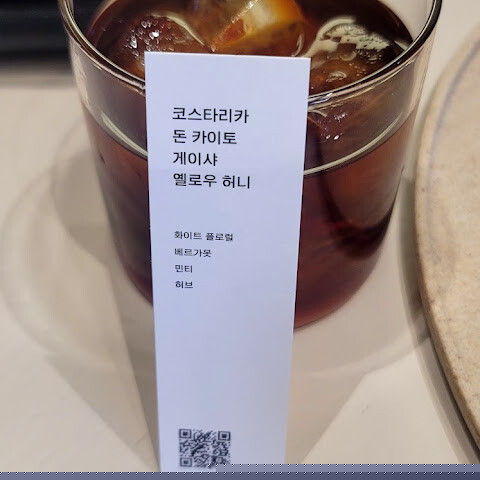 코스타리카
돈 카이토
게이샤
옐로우 허니
화이트 플로럴
베르가못
민티
허브